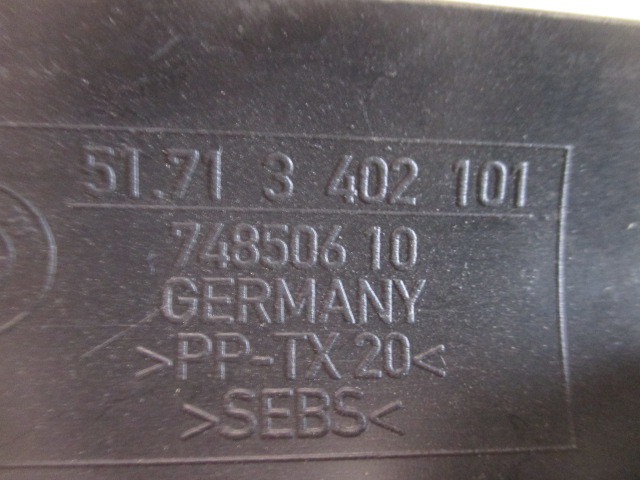 51.71 3 402 101
748506 10
GERMANY
>PP-TX 20<
>SEBS<